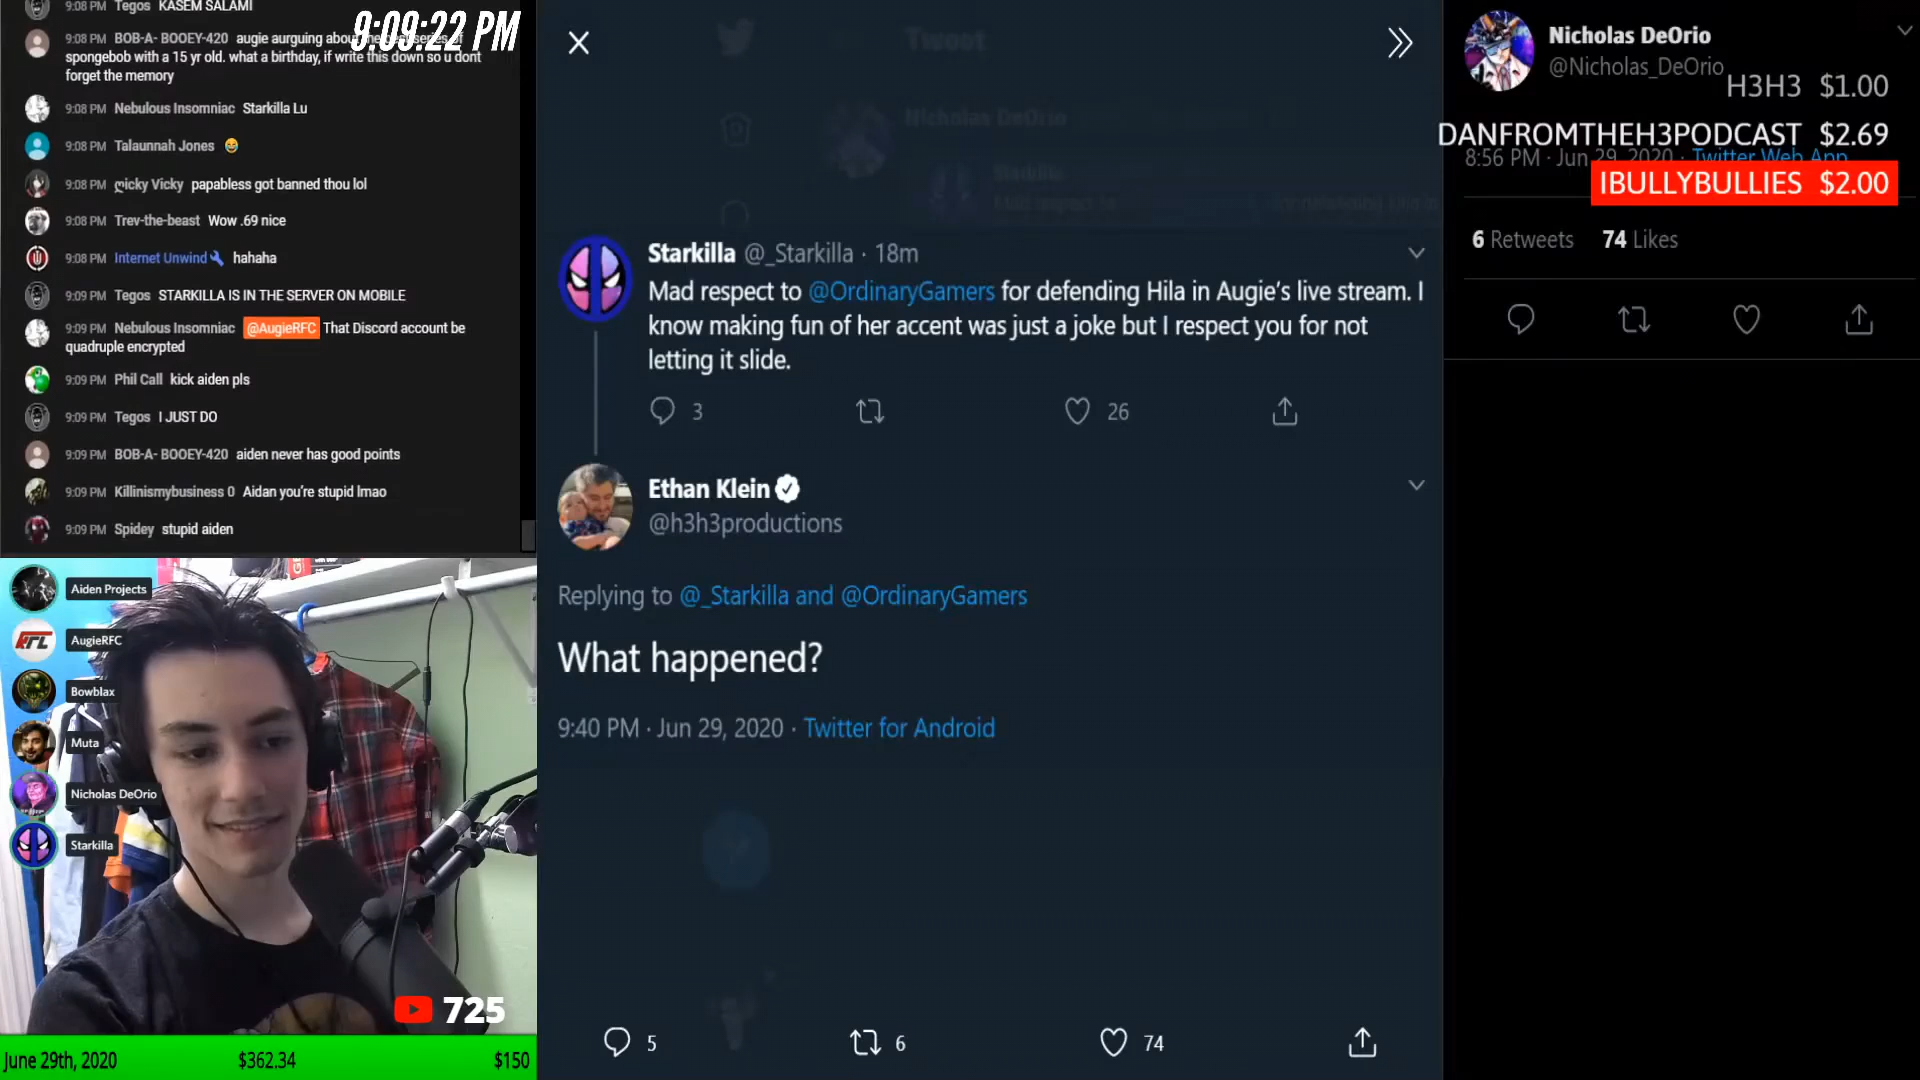 9:08 PM Tegos KASEM SALAMI
9:09:22 PM
9:08 PM BOB-A- BOOEY-420 augie aurguing about
spongebob with a 15 yr old. what a birthday, if write this down so u dont
forget the memory
9:08 PM Nebulous Insomniac Starkilla Lu
9:08 PM Talaunnah Jones 😂
9:08 PM ღicky Vicky papabless got banned thou lol
9:08 PM Trev-the-beast Wow .69 nice
9:08 PM Internet Unwind hahaha
9:09 PM Tegos STARKILLA IS IN THE SERVER ON MOBILE
9:09 PM Nebulous Insomniac @AugieRFC That Discord account be
quadruple encrypted
9:09 PM Phil Call kick aiden pls
9:09 PM Tegos I JUST DO
9:09 PM BOB-A- BOOEY-420 aiden never has good points
9:09 PM Killinismybusiness 0 Aidan you're stupid lmao
9:09 PM Spidey stupid aiden
Aiden Projects
AugieRFC
Bowblax
Muta
Nicholas DeOrio
Starkilla
725
June 29th, 2020 $362.34 $150
Tweet
Nicholas DeOrio
Starkilla @_Starkilla · 18m
Mad respect to @OrdinaryGamers for defending Hila in Augie's live stream. I
know making fun of her accent was just a joke but I respect you for not
letting it slide.
3 26
Ethan Klein
@h3h3productions
Replying to @_Starkilla and @OrdinaryGamers
What happened?
9:40 PM · Jun 29, 2020 · Twitter for Android
5 6 74
Nicholas DeOrio
@Nicholas_DeOrio
H3H3 $1.00
DANFROMTHEH3PODCAST $2.69
8:56 PM · Jun 29, 2020 · Twitter Web App
IBULLYBULLIES $2.00
6 Retweets 74 Likes